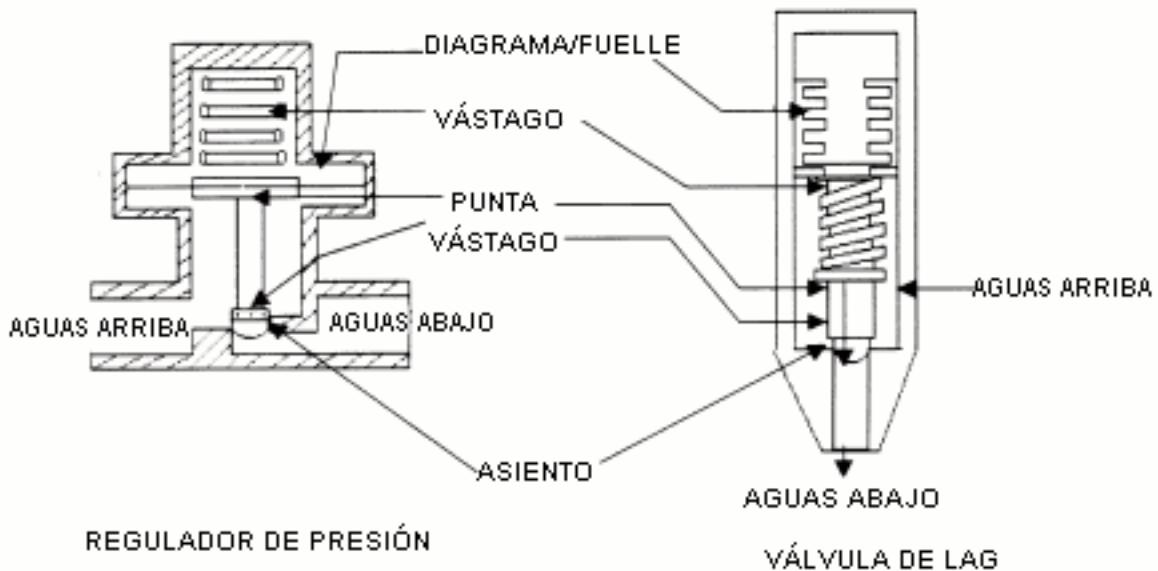 DIAGRAMA/FUELLE
VÁSTAGO
PUNTA
VÁSTAGO
AGUAS ARRIBA
AGUAS ARRIBA
AGUAS ABAJO
ASIENTO
AGUAS ABAJO
REGULADOR DE PRESIÓN
VÁLVULA DE LAG